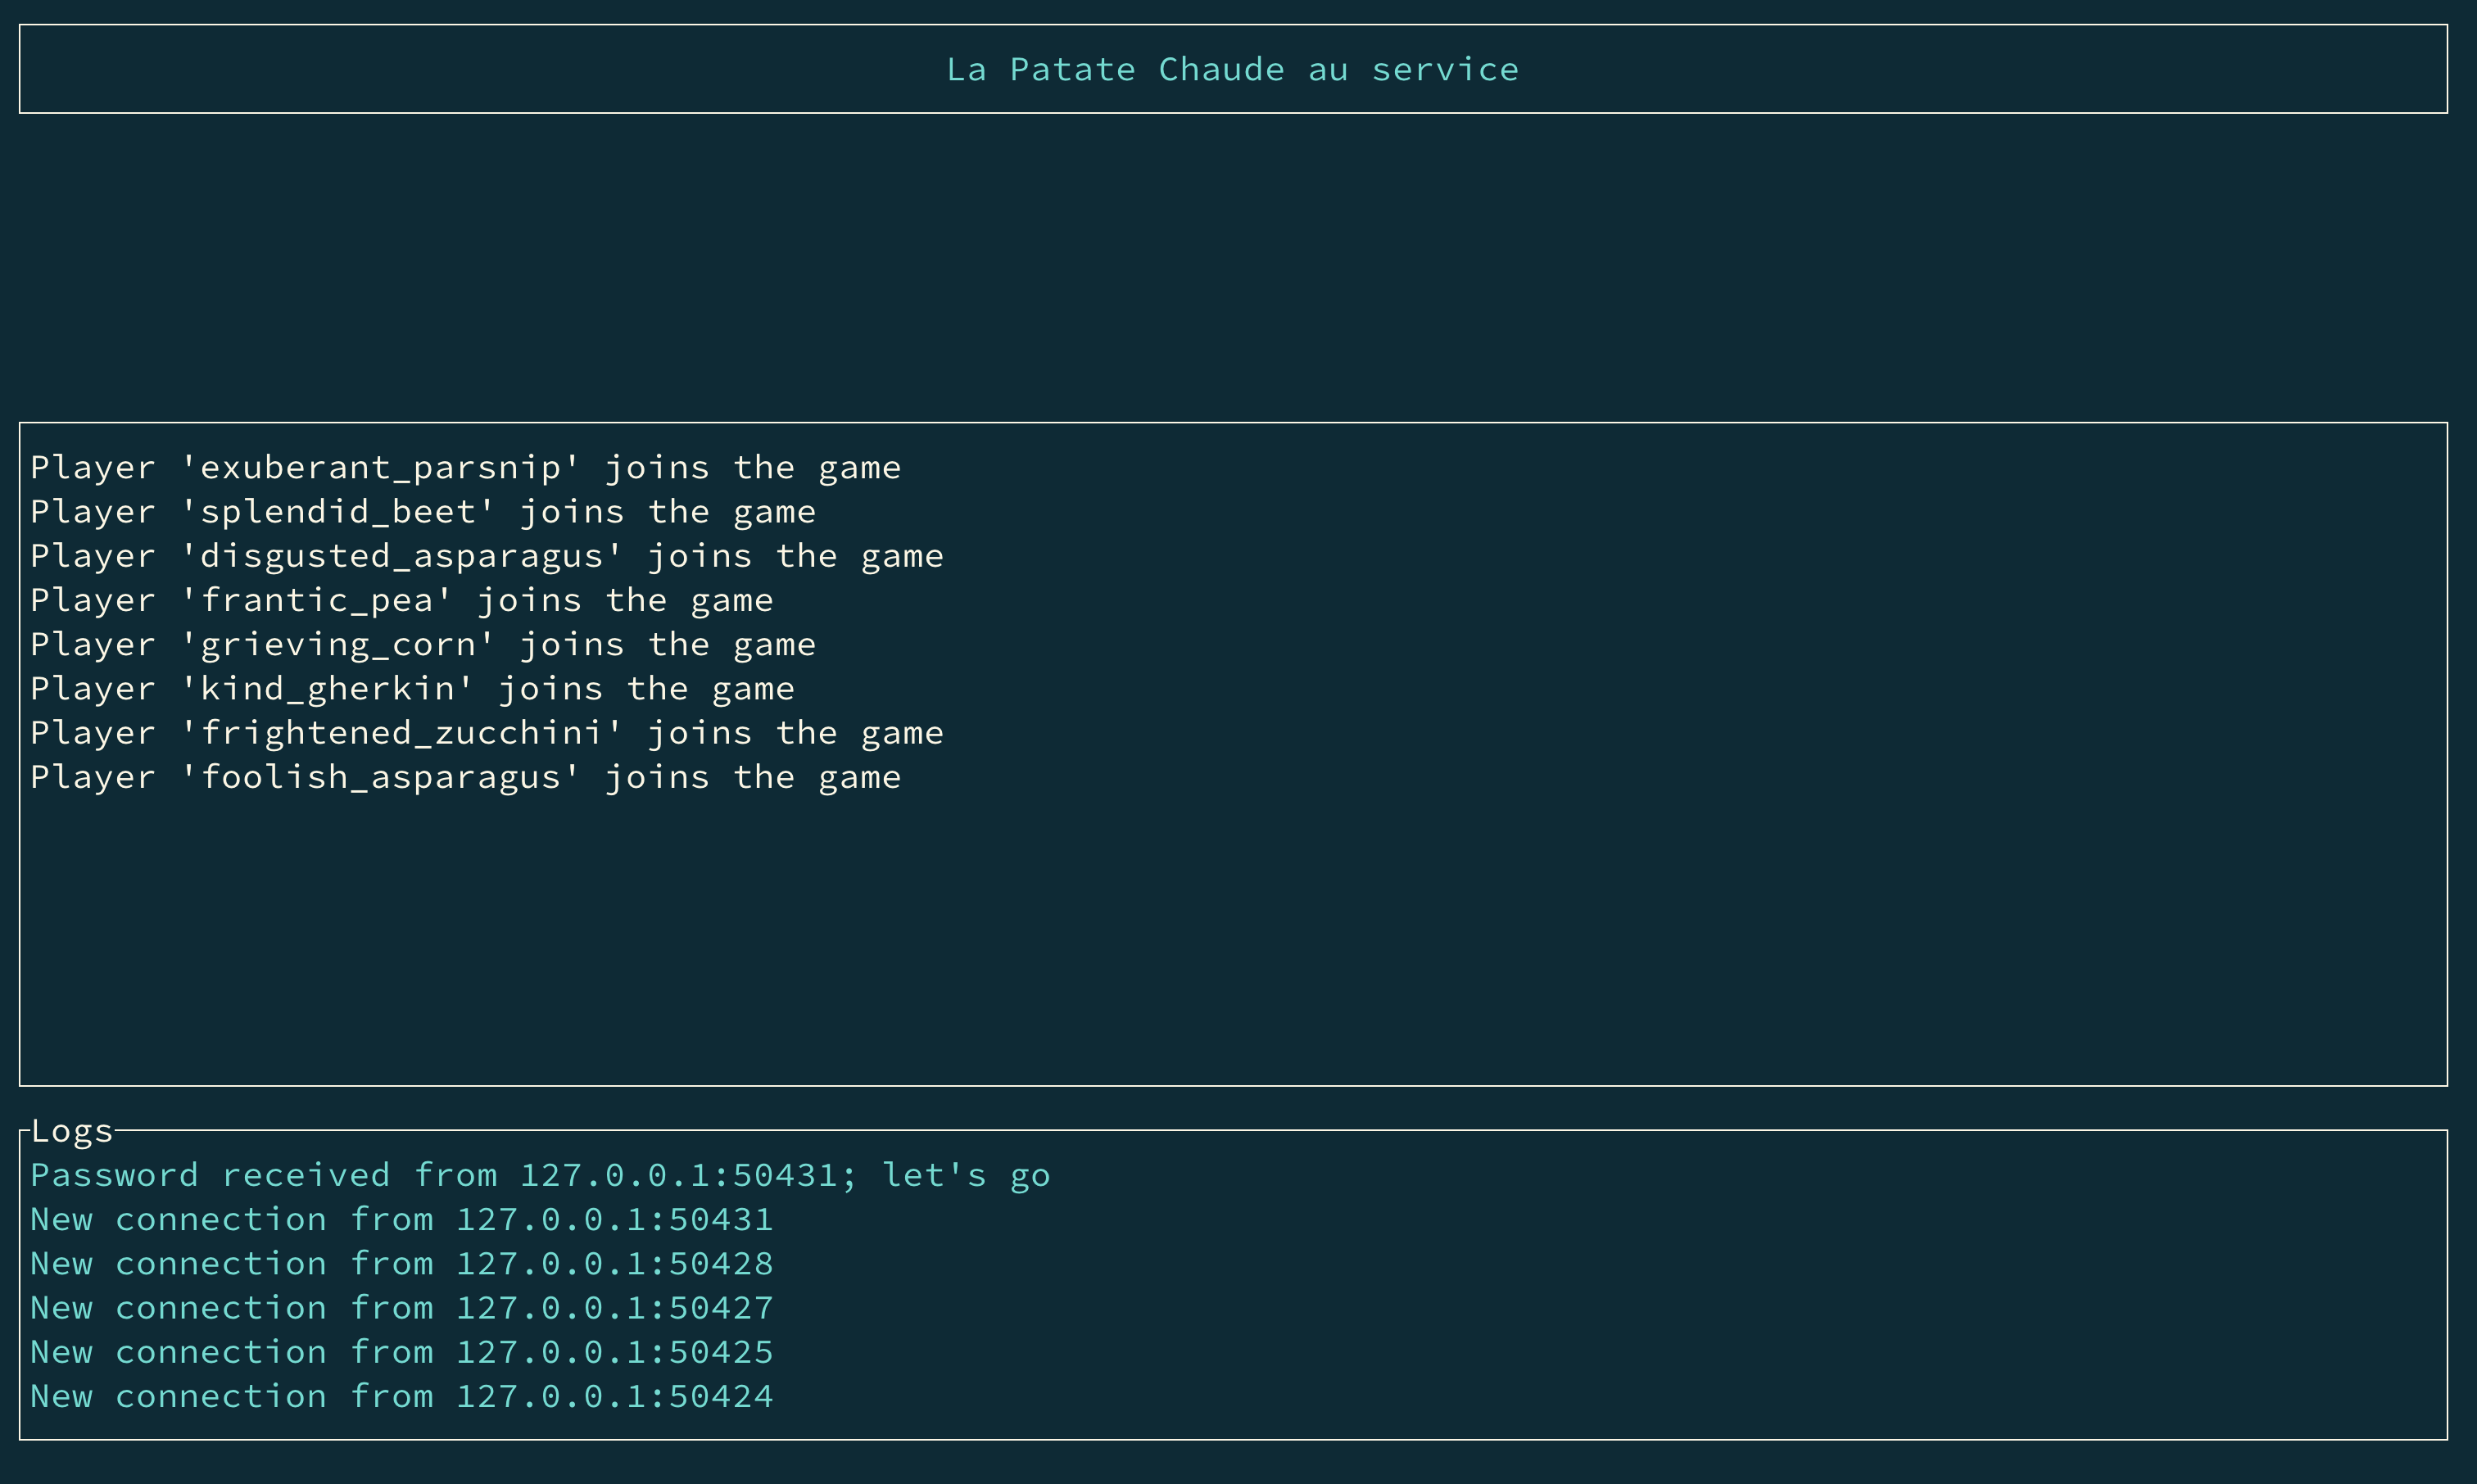 La Patate Chaude au service
Player 'exuberant_parsnip' joins the game
Player 'splendid_beet' joins the game
Player 'disgusted_asparagus' joins the game
Player 'frantic_pea' joins the game
Player 'grieving_corn' joins the game
Player 'kind_gherkin' joins the game
Player 'frightened_zucchini' joins the game
Player 'foolish_asparagus' joins the game
Logs
Password received from 127.0.0.1:50431; let's go
New connection from 127.0.0.1:50431
New connection from 127.0.0.1:50428
New connection from 127.0.0.1:50427
New connection from 127.0.0.1:50425
New connection from 127.0.0.1:50424